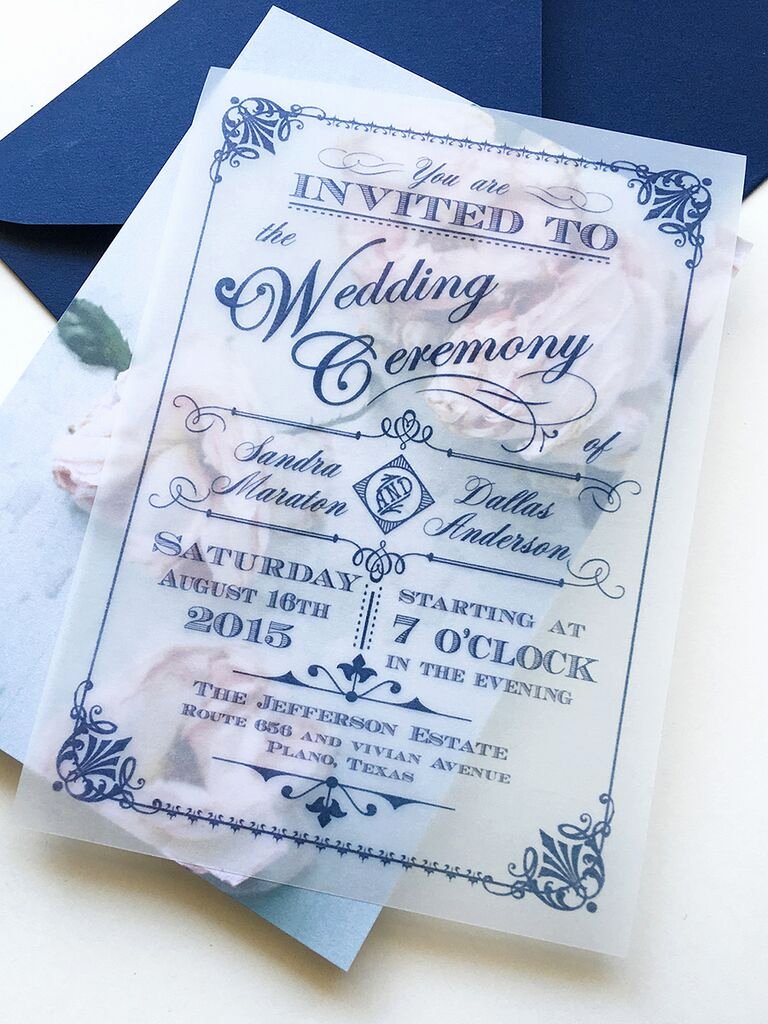 You are
INVITED TO
the
Wedding
Ceremony
of
Sandra
Maraton
AND
Dallas
Anderson
SATURDAY
AUGUST 16TH
2015
STARTING AT
7 O'CLOCK
IN THE EVENING
THE JEFFERSON ESTATE
ROUTE 656 AND VIVIAN AVENUE
PLANO, TEXAS